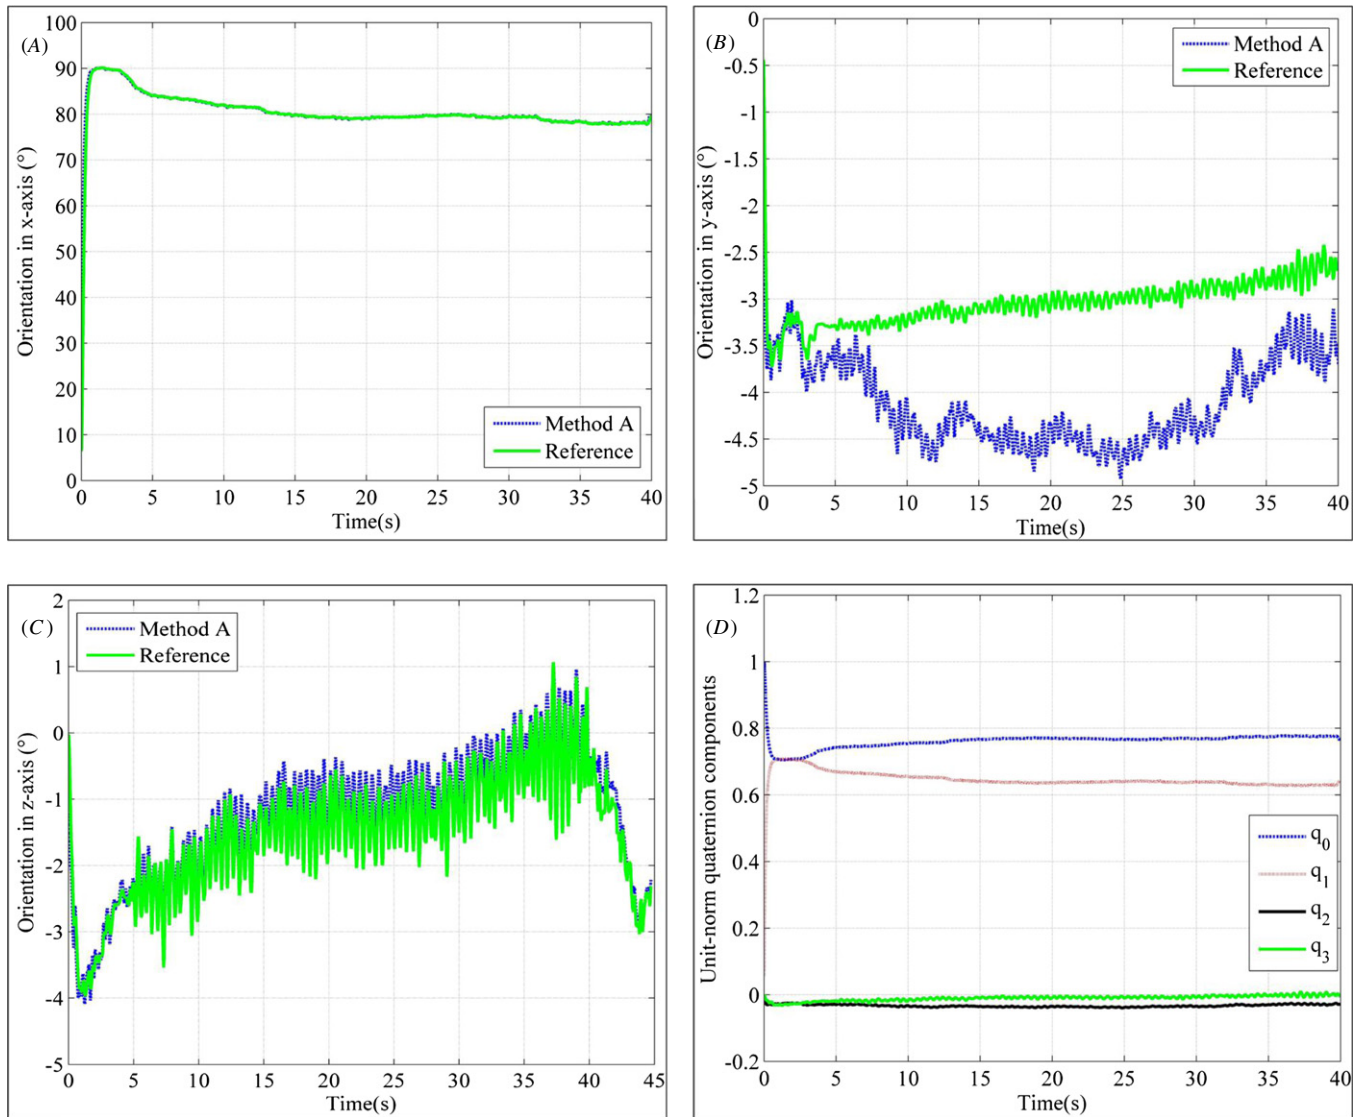 (A)
100
90
80
70
60
50
40
30
20
10
0
Orientation in x-axis (°)
Method A
Reference
0 5 10 15 20 25 30 35 40
Time(s)
(B)
0
-0.5
-1
-1.5
-2
-2.5
-3
-3.5
-4
-4.5
-5
Orientation in y-axis (°)
Method A
Reference
0 5 10 15 20 25 30 35 40
Time(s)
(C)
2
1
0
-1
-2
-3
-4
-5
Orientation in z-axis (°)
Method A
Reference
0 5 10 15 20 25 30 35 40 45
Time(s)
(D)
1.2
1
0.8
0.6
0.4
0.2
0
-0.2
Unit-norm quaternion components
q0
q1
q2
q3
0 5 10 15 20 25 30 35 40
Time(s)